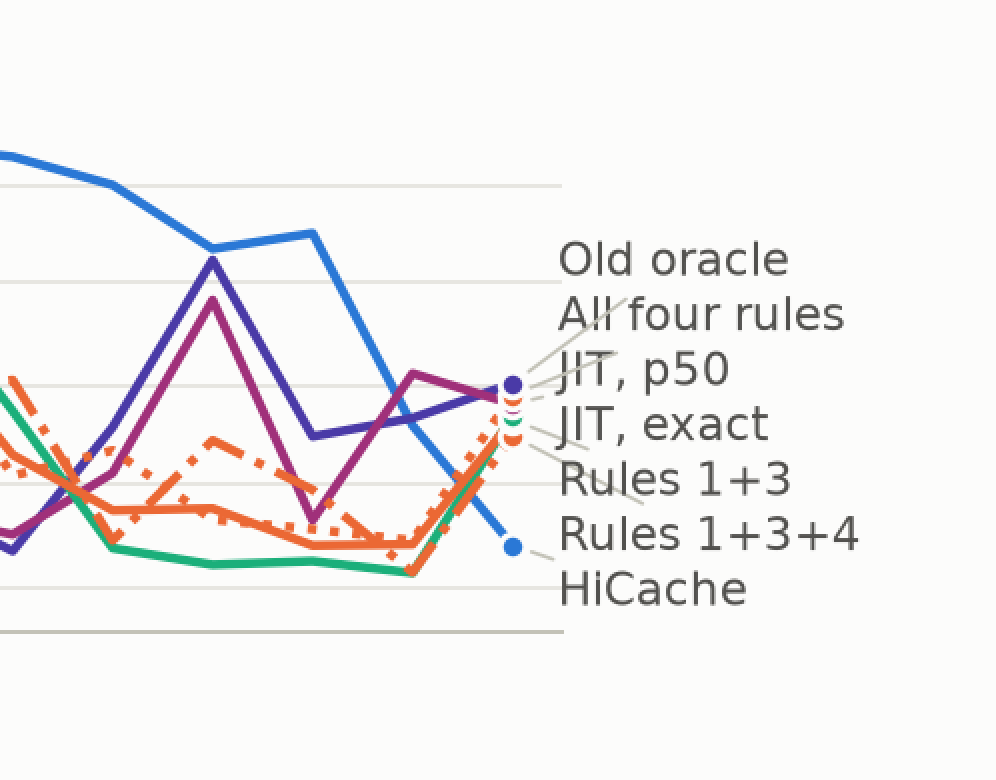 Old oracle
All four rules
JIT, p50
JIT, exact
Rules 1+3
Rules 1+3+4
HiCache